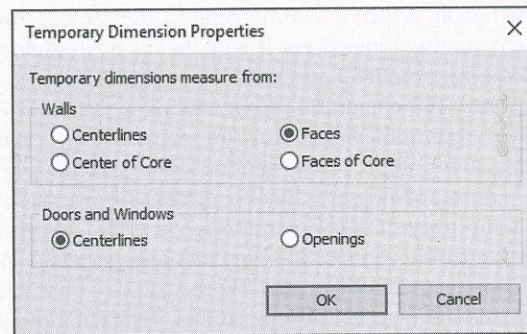 Temporary Dimension Properties
Temporary dimensions measure from:
Walls
Centerlines Faces
Center of Core Faces of Core
Doors and Windows
Centerlines Openings
OK Cancel